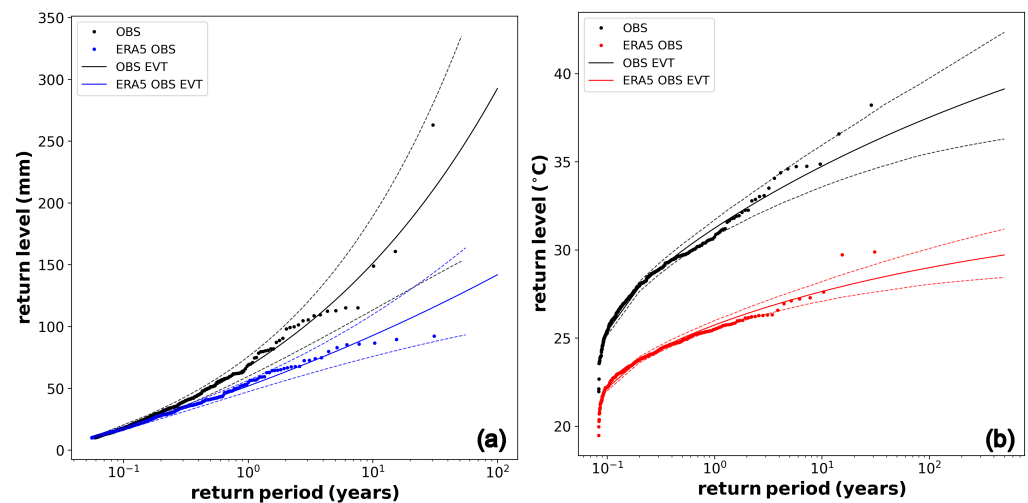 350
300
250
200
150
100
50
0
return level (mm)
OBS
ERA5 OBS
OBS EVT
ERA5 OBS EVT
(a)
10⁻¹
10⁰
10¹
10²
return period (years)
40
35
30
25
20
return level (°C)
OBS
ERA5 OBS
OBS EVT
ERA5 OBS EVT
(b)
10⁻¹
10⁰
10¹
10²
return period (years)